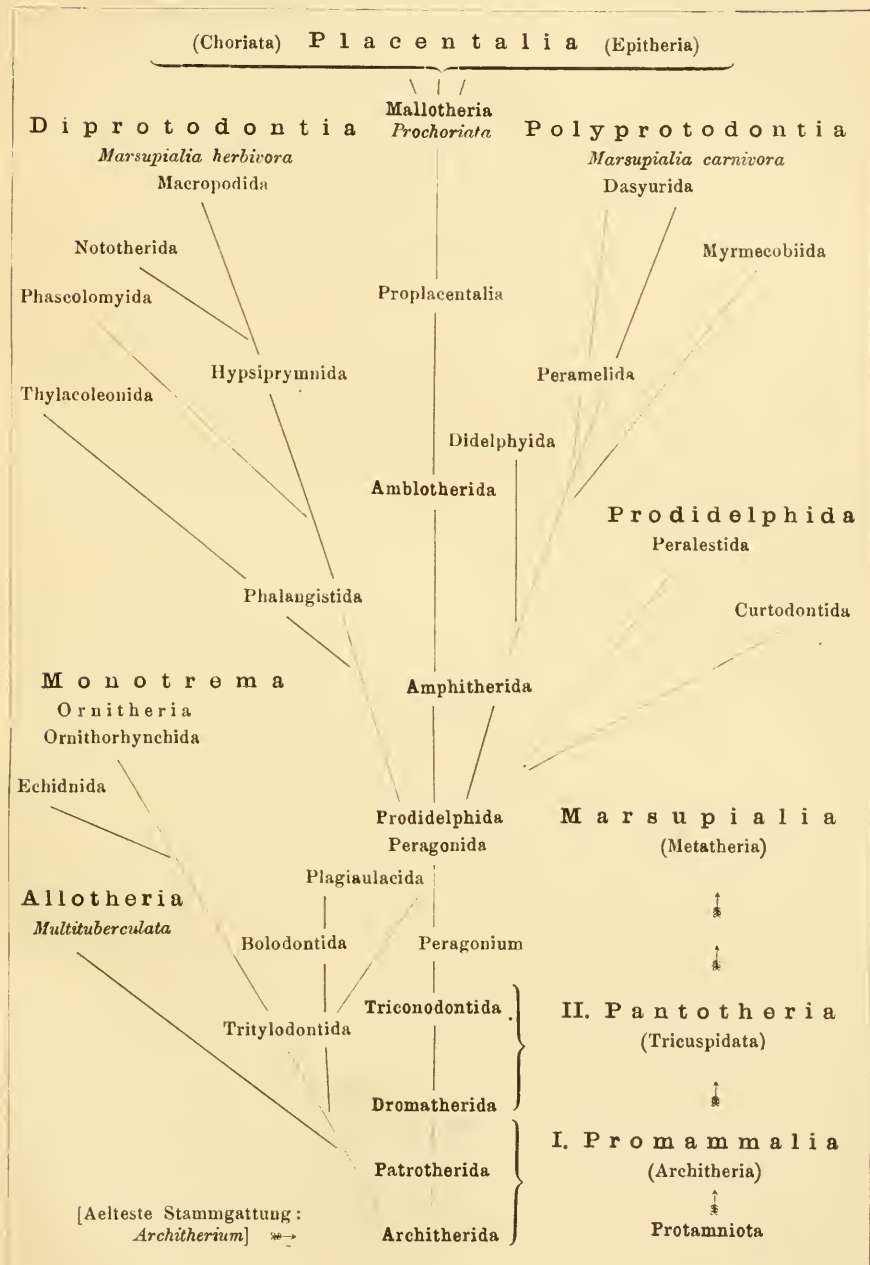 (Choriata) Placentalia (Epitheria)
Mallotheria
Prochoriata
Diprotodontia
Marsupialia herbivora
Macropodida
Polyprotodontia
Marsupialia carnivora
Dasyurida
Nototherida
Myrmecobiida
Phascolomyida
Proplacentalia
Hypsiprymnida
Peramelida
Thylacoleonida
Didelphyida
Amblotherida
Prodidelphida
Peralestida
Phalangistida
Curtodontida
Monotrema
Ornitheria
Ornithorhynchida
Amphitherida
Echidnida
Prodidelphida
Peragonida
Marsupialia
(Metatheria)
Plagiaulacida
Allotheria
Multituberculata
Bolodontida
Peragonium
Triconodontida
II. Pantotheria
(Tricuspidata)
Tritylodontida
Dromatherida
I. Promammalia
(Architheria)
Patrotherida
[Aelteste Stammgattung:
Architherium]
Architherida
Protamniota